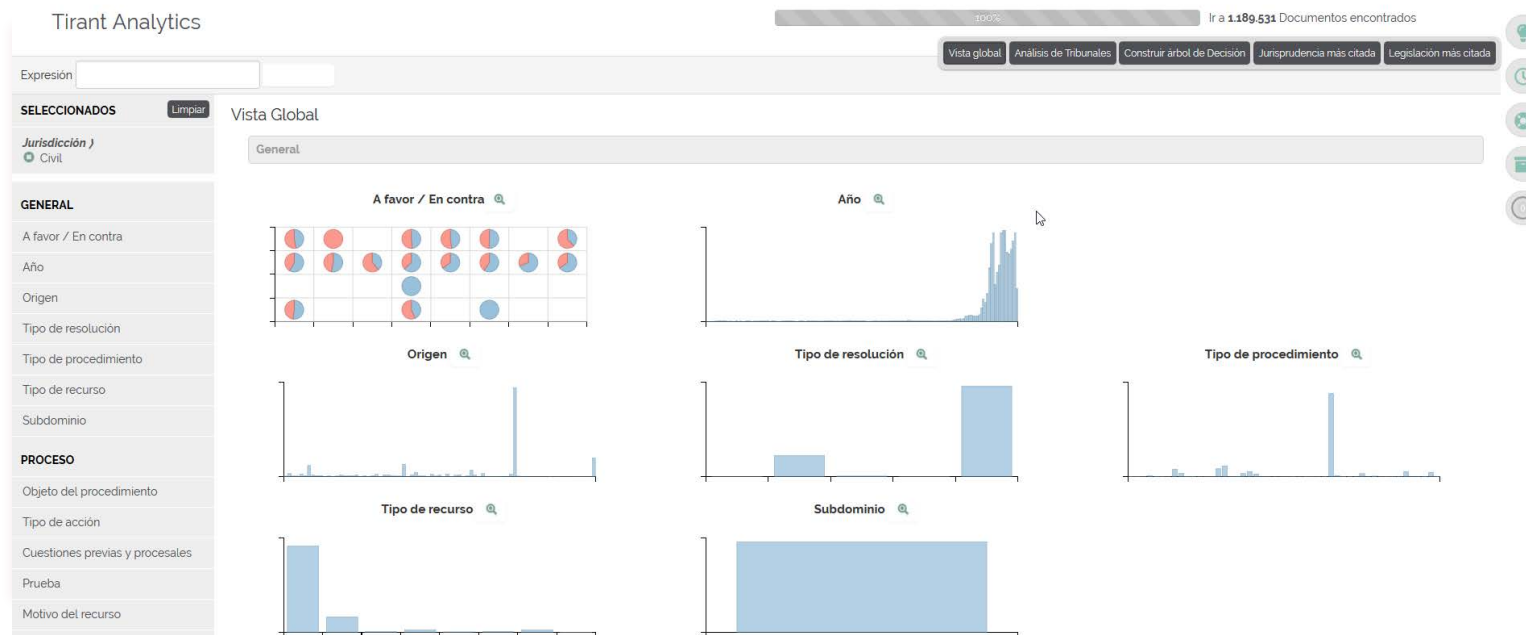 Tirant Analytics
100%
Ir a 1.189.531 Documentos encontrados
Vista global
Análisis de Tribunales
Construir árbol de Decisión
Jurisprudencia más citada
Legislación más citada
Expresión
SELECCIONADOS
Limpiar
Jurisdicción )
Civil
GENERAL
A favor / En contra
Año
Origen
Tipo de resolución
Tipo de procedimiento
Tipo de recurso
Subdominio
PROCESO
Objeto del procedimiento
Tipo de acción
Cuestiones previas y procesales
Prueba
Motivo del recurso
Vista Global
General
A favor / En contra
Año
Origen
Tipo de resolución
Tipo de procedimiento
Tipo de recurso
Subdominio